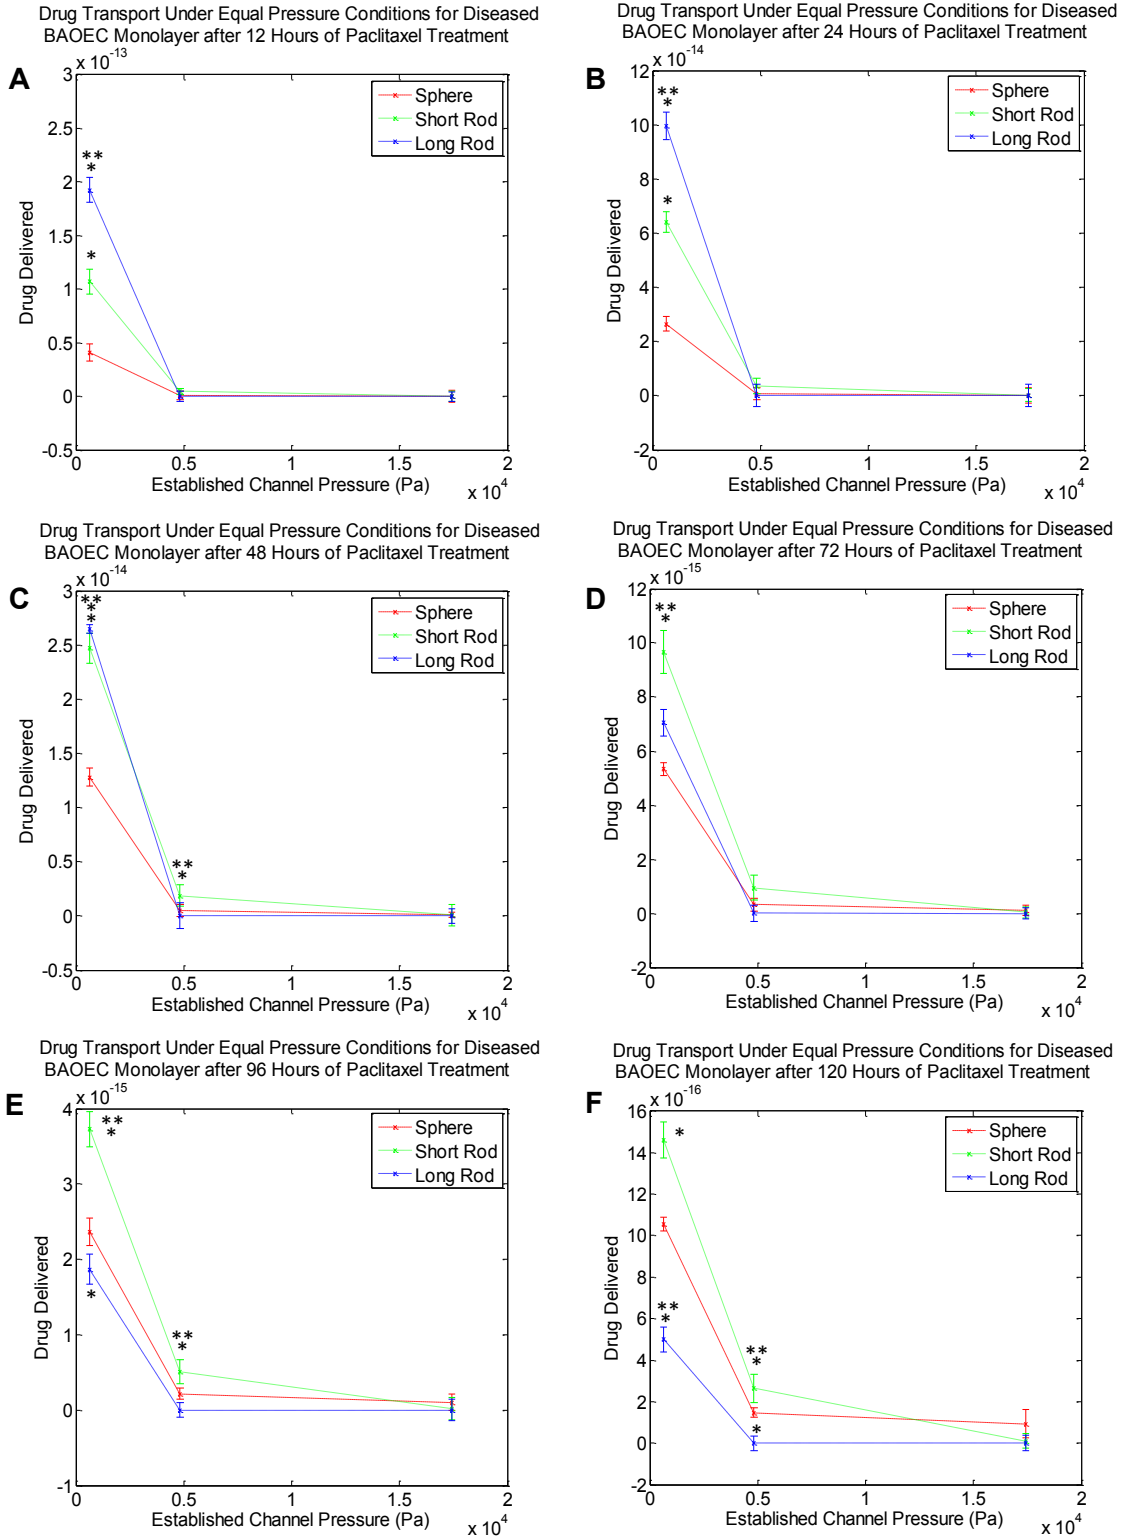 Drug Transport Under Equal Pressure Conditions for Diseased
BAOEC Monolayer after 12 Hours of Paclitaxel Treatment
A
x 10-13
3
2.5
2
1.5
1
0.5
0
-0.5
**
*
*
Sphere
Short Rod
Long Rod
Drug Delivered
0 0.5 1 1.5 2
Established Channel Pressure (Pa)
x 10^4
Drug Transport Under Equal Pressure Conditions for Diseased
BAOEC Monolayer after 24 Hours of Paclitaxel Treatment
B
x 10^-14
12
10
8
6
4
2
0
-2
**
*
*
Sphere
Short Rod
Long Rod
Drug Delivered
0 0.5 1 1.5 2
Established Channel Pressure (Pa)
x 10^4
Drug Transport Under Equal Pressure Conditions for Diseased
BAOEC Monolayer after 48 Hours of Paclitaxel Treatment
C
x 10^-14
3
2.5
2
1.5
1
0.5
0
-0.5
**
*
*
**
*
Sphere
Short Rod
Long Rod
Drug Delivered
0 0.5 1 1.5 2
Established Channel Pressure (Pa)
x 10^4
Drug Transport Under Equal Pressure Conditions for Diseased
BAOEC Monolayer after 72 Hours of Paclitaxel Treatment
D
x 10^-15
12
10
8
6
4
2
0
-2
**
*
Sphere
Short Rod
Long Rod
Drug Delivered
0 0.5 1 1.5 2
Established Channel Pressure (Pa)
x 10^4
Drug Transport Under Equal Pressure Conditions for Diseased
BAOEC Monolayer after 96 Hours of Paclitaxel Treatment
E
x 10^-15
4
3
2
1
0
-1
**
*
*
**
*
Sphere
Short Rod
Long Rod
Drug Delivered
0 0.5 1 1.5 2
Established Channel Pressure (Pa)
x 10^4
Drug Transport Under Equal Pressure Conditions for Diseased
BAOEC Monolayer after 120 Hours of Paclitaxel Treatment
F
x 10^-16
16
14
12
10
8
6
4
2
0
-2
*
**
*
**
*
*
Sphere
Short Rod
Long Rod
Drug Delivered
0 0.5 1 1.5 2
Established Channel Pressure (Pa)
x 10^4